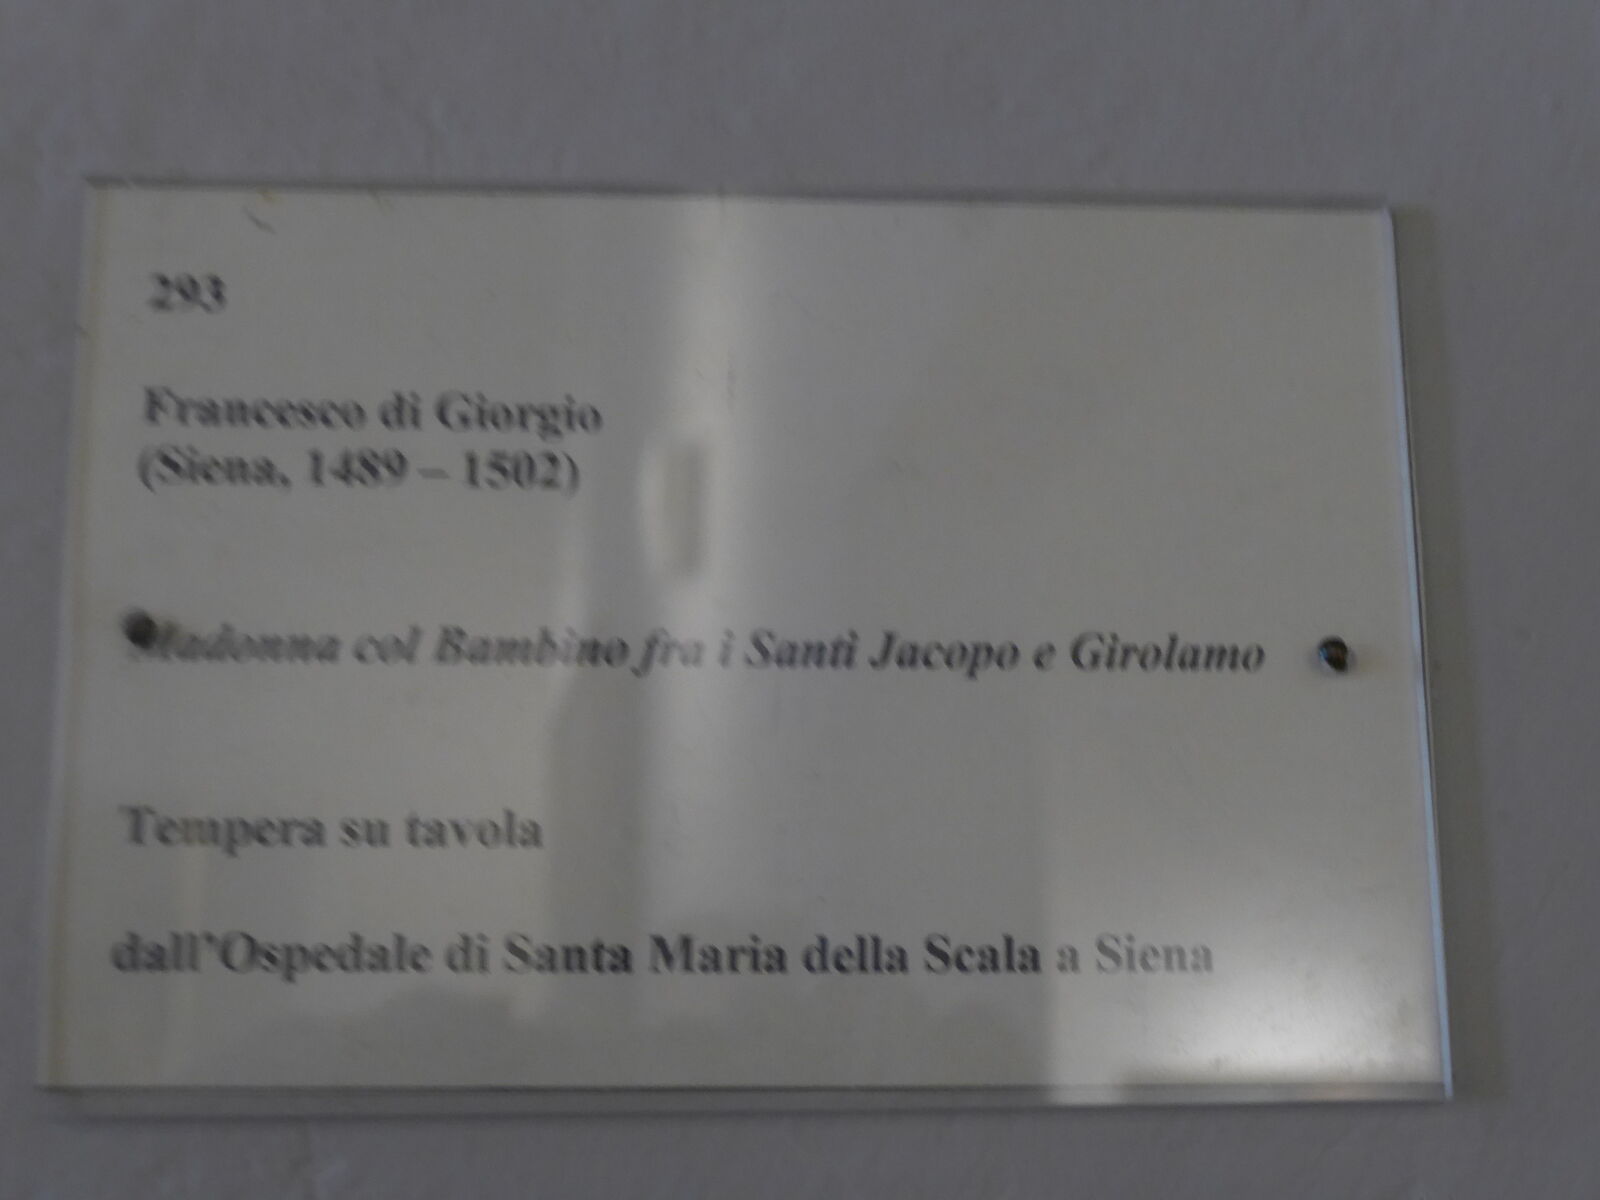 293
Francesco di Giorgio
(Siena, 1489 – 1502)
Madonna col Bambino fra i Santi Jacopo e Girolamo
Tempera su tavola
dall'Ospedale di Santa Maria della Scala a Siena